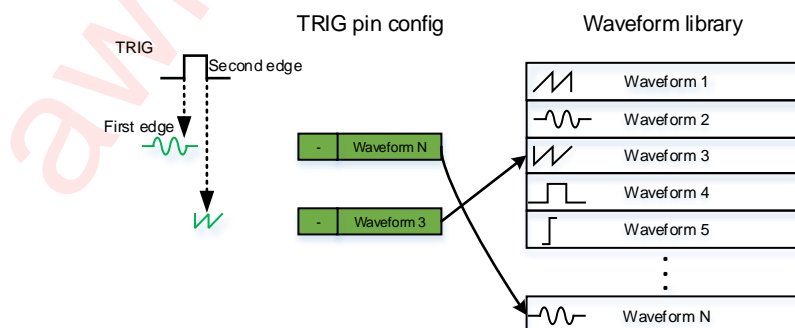 TRIG pin config
Waveform library
TRIG
Second edge
First edge
- Waveform N
- Waveform 3
Waveform 1
Waveform 2
Waveform 3
Waveform 4
Waveform 5
Waveform N
aw